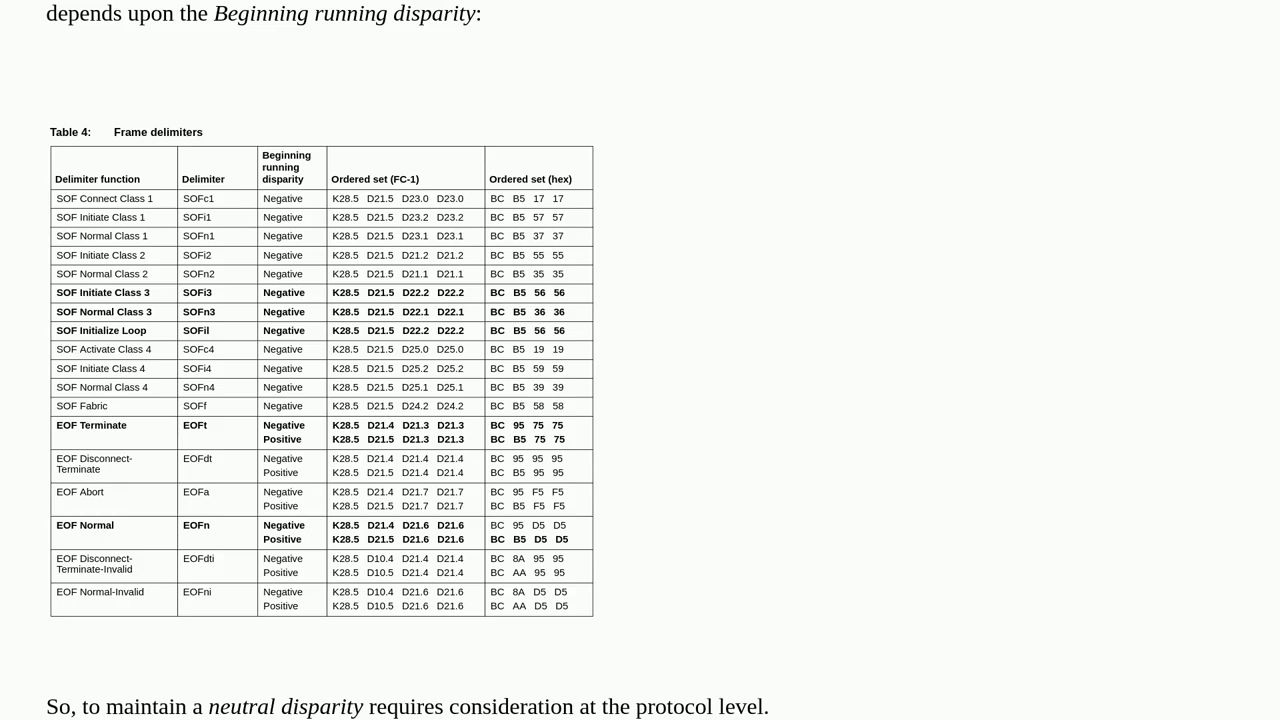 depends upon the Beginning running disparity:
Table 4: Frame delimiters
Delimiter function Delimiter Beginning running disparity Ordered set (FC-1) Ordered set (hex)
SOF Connect Class 1 SOFc1 Negative K28.5 D21.5 D23.0 D23.0 BC B5 17 17
SOF Initiate Class 1 SOFi1 Negative K28.5 D21.5 D23.2 D23.2 BC B5 57 57
SOF Normal Class 1 SOFn1 Negative K28.5 D21.5 D23.1 D23.1 BC B5 37 37
SOF Initiate Class 2 SOFi2 Negative K28.5 D21.5 D21.2 D21.2 BC B5 55 55
SOF Normal Class 2 SOFn2 Negative K28.5 D21.5 D21.1 D21.1 BC B5 35 35
SOF Initiate Class 3 SOFi3 Negative K28.5 D21.5 D22.2 D22.2 BC B5 56 56
SOF Normal Class 3 SOFn3 Negative K28.5 D21.5 D22.1 D22.1 BC B5 36 36
SOF Initialize Loop SOFil Negative K28.5 D21.5 D22.2 D22.2 BC B5 56 56
SOF Activate Class 4 SOFc4 Negative K28.5 D21.5 D25.0 D25.0 BC B5 19 19
SOF Initiate Class 4 SOFi4 Negative K28.5 D21.5 D25.2 D25.2 BC B5 59 59
SOF Normal Class 4 SOFn4 Negative K28.5 D21.5 D25.1 D25.1 BC B5 39 39
SOF Fabric SOFf Negative K28.5 D21.5 D24.2 D24.2 BC B5 58 58
EOF Terminate EOFt Negative K28.5 D21.4 D21.3 D21.3 BC 95 75 75
Positive K28.5 D21.5 D21.3 D21.3 BC B5 75 75
EOF Disconnect- EOFdt Negative K28.5 D21.4 D21.4 D21.4 BC 95 95 95
Terminate Positive K28.5 D21.5 D21.4 D21.4 BC B5 95 95
EOF Abort EOFa Negative K28.5 D21.4 D21.7 D21.7 BC 95 F5 F5
Positive K28.5 D21.5 D21.7 D21.7 BC B5 F5 F5
EOF Normal EOFn Negative K28.5 D21.4 D21.6 D21.6 BC 95 D5 D5
Positive K28.5 D21.5 D21.6 D21.6 BC B5 D5 D5
EOF Disconnect- EOFdti Negative K28.5 D10.4 D21.4 D21.4 BC 8A 95 95
Terminate-Invalid Positive K28.5 D10.5 D21.4 D21.4 BC AA 95 95
EOF Normal-Invalid EOFni Negative K28.5 D10.4 D21.6 D21.6 BC 8A D5 D5
Positive K28.5 D10.5 D21.6 D21.6 BC AA D5 D5
So, to maintain a neutral disparity requires consideration at the protocol level.